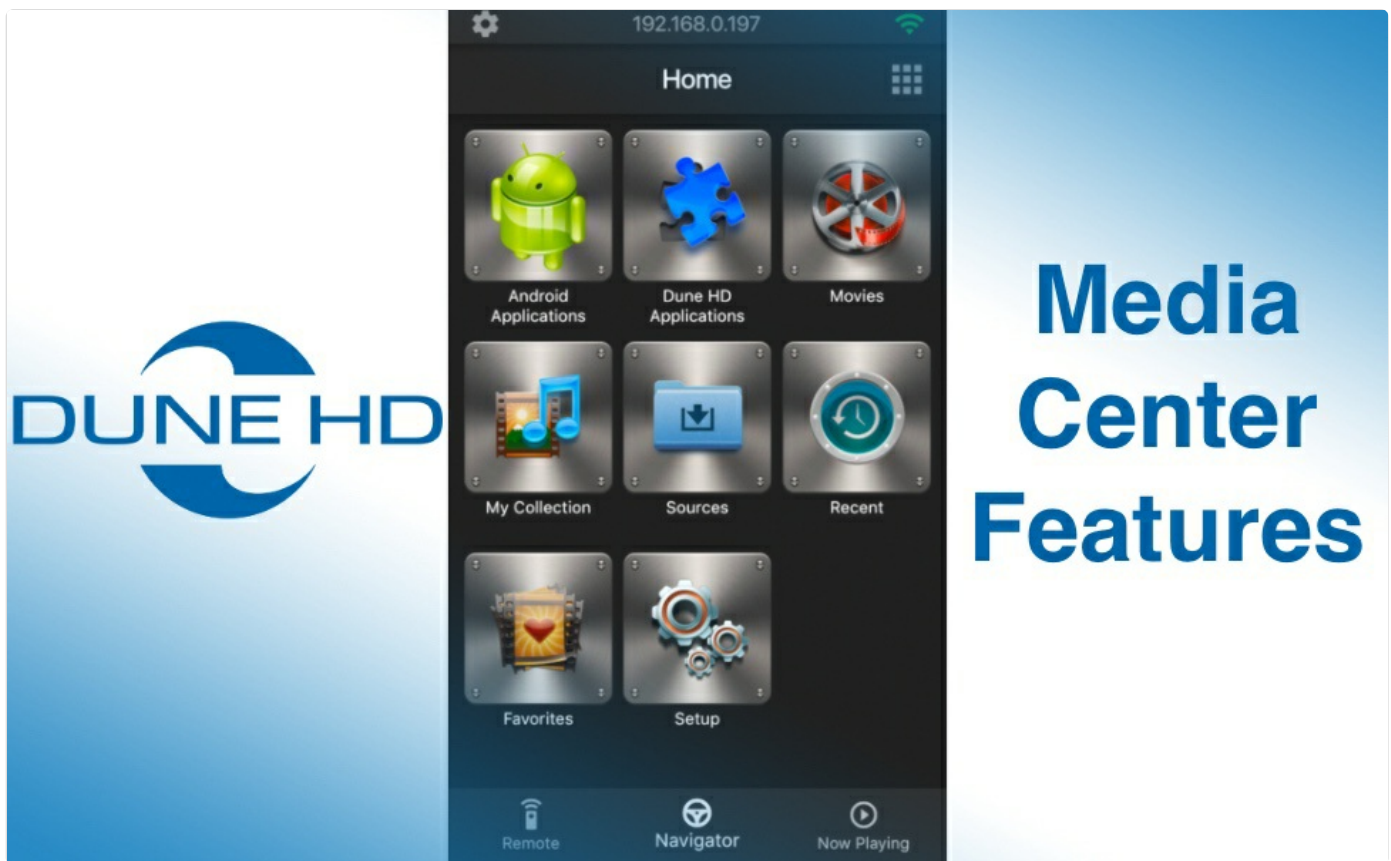 192.168.0.197
Home
Android
Applications
Dune HD
Applications
Movies
My Collection
Sources
Recent
Favorites
Setup
Remote
Navigator
Now Playing
DUNE HD
Media
Center
Features